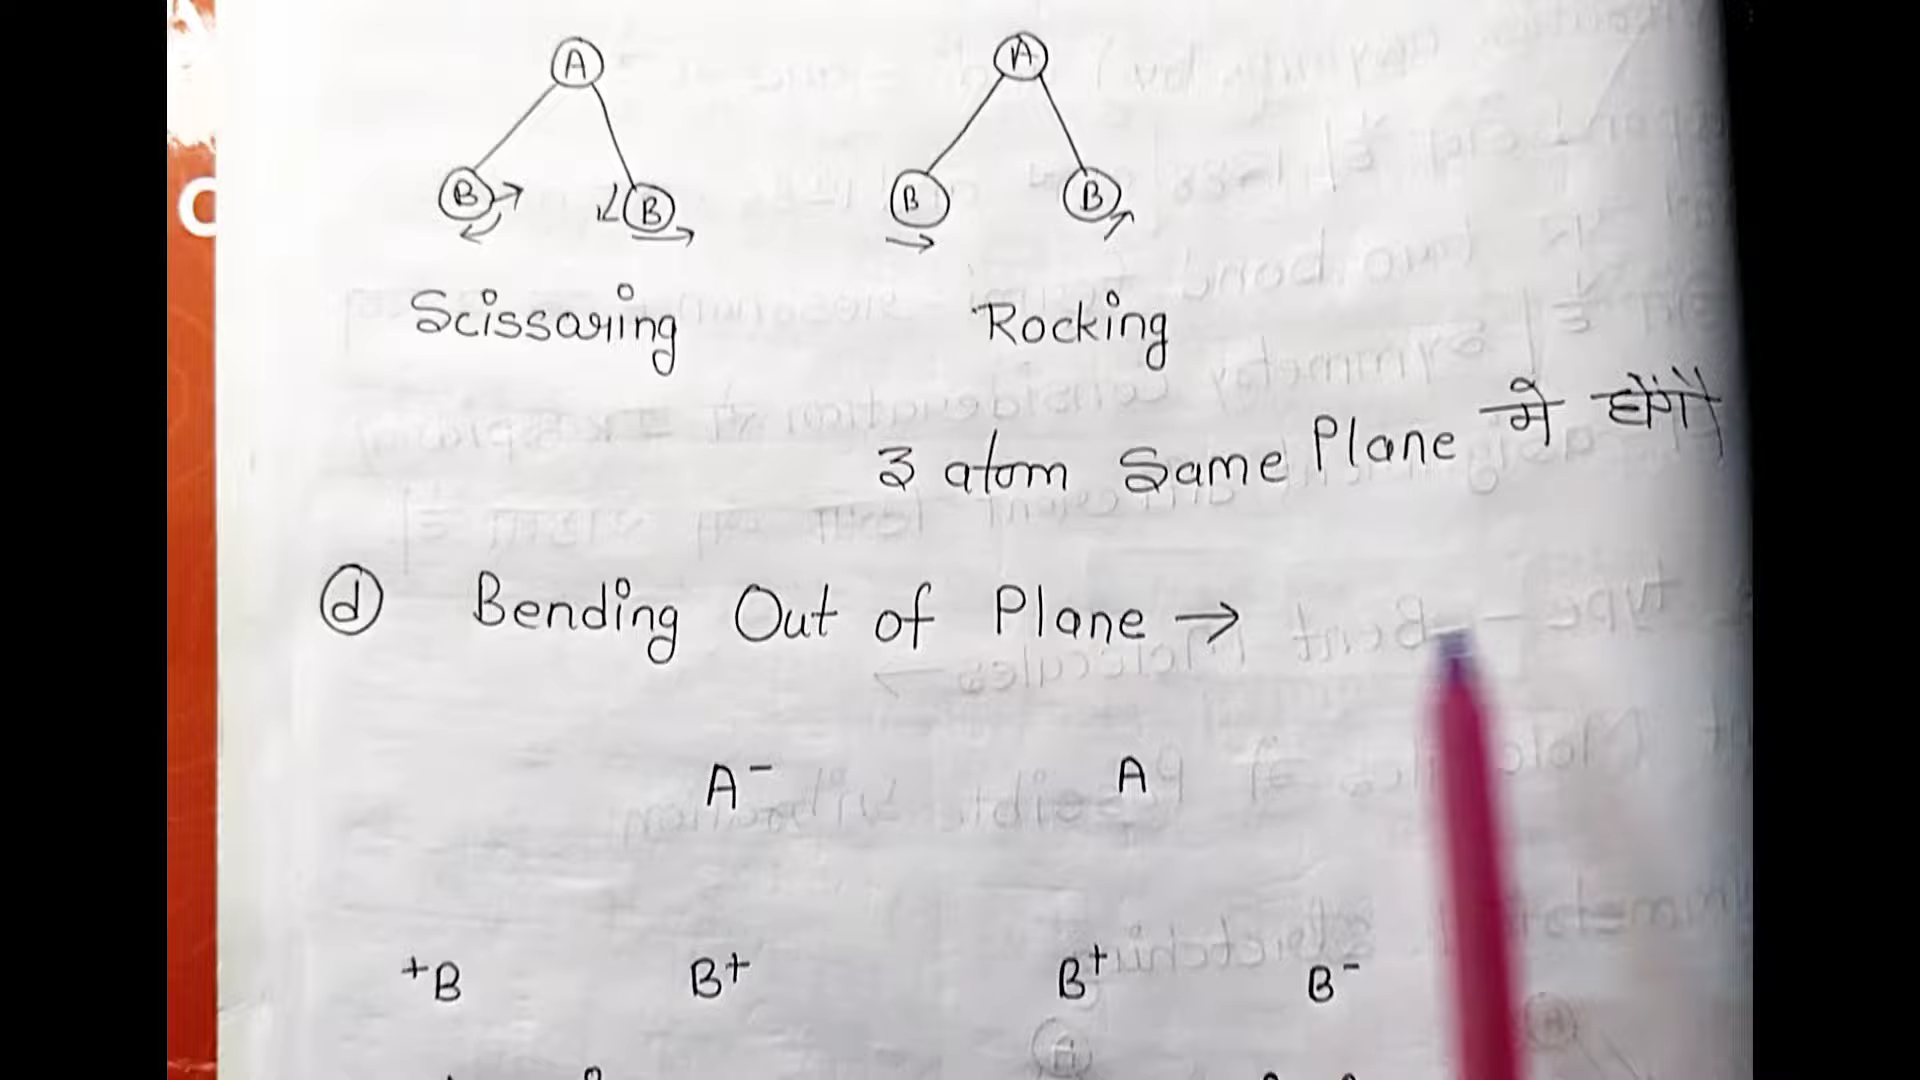 A A
B B B B
Scissoring Rocking
3 atom Same Plane में होंगे
d Bending Out of Plane →
A⁻ A
⁺B B⁺ B⁺ B⁻